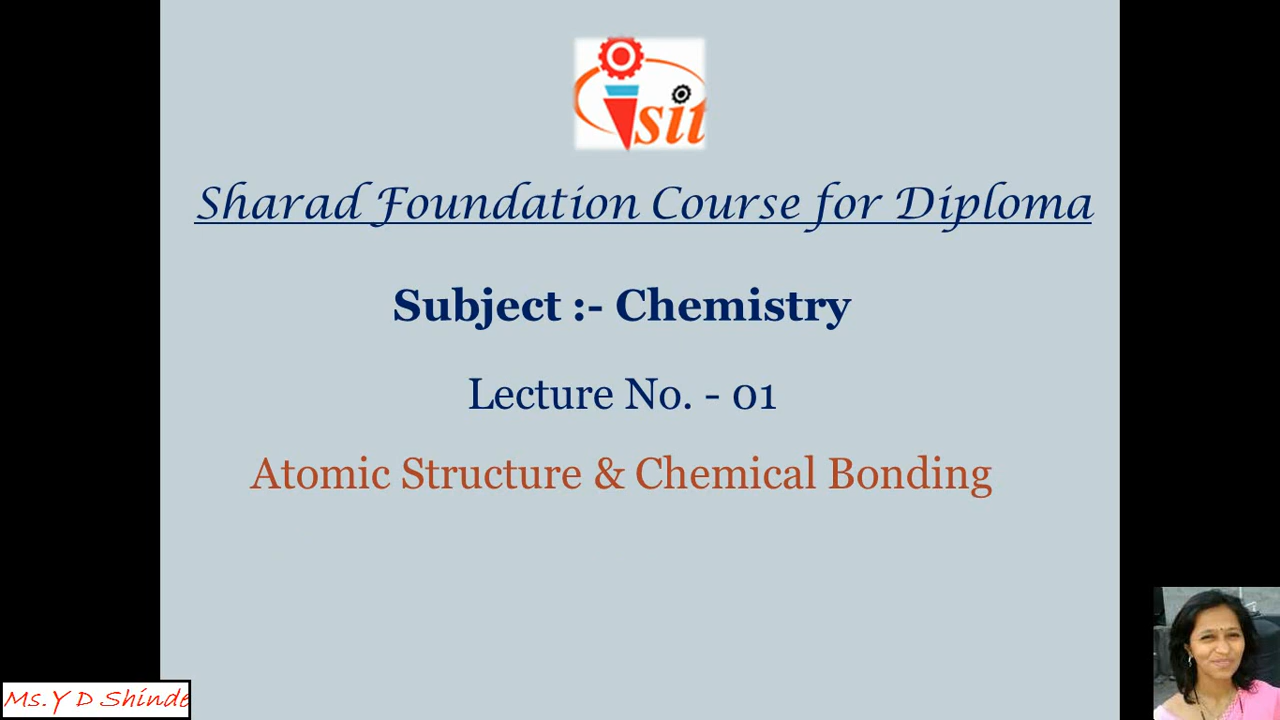 sit
Sharad Foundation Course for Diploma
Subject :- Chemistry
Lecture No. - 01
Atomic Structure & Chemical Bonding
Ms.Y D Shinde